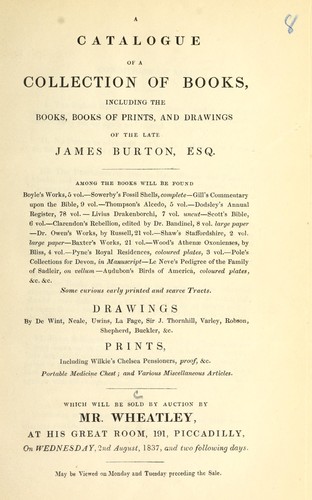 8
A
CATALOGUE
OF A
COLLECTION OF BOOKS,
INCLUDING THE
BOOKS, BOOKS OF PRINTS, AND DRAWINGS
OF THE LATE
JAMES BURTON, ESQ.
AMONG THE BOOKS WILL BE FOUND
Boyle's Works, 5 vol.—Sowerby's Fossil Shells, complete—Gill's Commentary
upon the Bible, 9 vol.—Thompson's Alcedo, 5 vol.—Dodsley's Annual
Register, 78 vol.—Livius Drakenborchi, 7 vol. uncut—Scott's Bible,
6 vol.—Clarendon's Rebellion, edited by Dr. Bandinel, 8 vol. large paper
—Dr. Owen's Works, by Russell, 21 vol.—Shaw's Staffordshire, 2 vol.
large paper—Baxter's Works, 21 vol.—Wood's Athenæ Oxonienses, by
Bliss, 4 vol.—Pyne's Royal Residences, coloured plates, 3 vol.—Pole's
Collections for Devon, in Manuscript—Le Neve's Pedigree of the Family
of Sadleir, on vellum—Audubon's Birds of America, coloured plates,
&c. &c.
Some curious early printed and scarce Tracts.
DRAWINGS
By De Wint, Neale, Uwins, La Fage, Sir J. Thornhill, Varley, Robson,
Shepherd, Buckler, &c.
PRINTS,
Including Wilkie's Chelsea Pensioners, proof, &c.
Portable Medicine Chest; and Various Miscellaneous Articles.
WHICH WILL BE SOLD BY AUCTION BY
MR. WHEATLEY,
AT HIS GREAT ROOM, 191, PICCADILLY,
On WEDNESDAY, 2nd August, 1837, and two following days.
May be Viewed on Monday and Tuesday preceding the Sale.